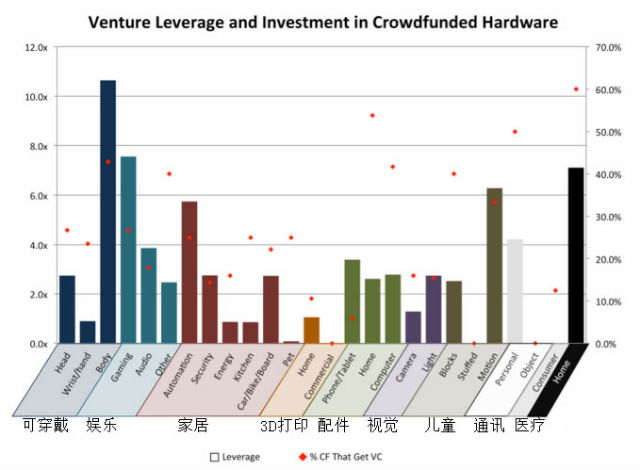 Venture Leverage and Investment in Crowdfunded Hardware
12.0x
10.0x
8.0x
6.0x
4.0x
2.0x
0.0x
70.0%
60.0%
50.0%
40.0%
30.0%
20.0%
10.0%
0.0%
Head
Wrist/hand
Body
Gaming
Audio
Other
Automation
Security
Energy
Kitchen
Car/Bike/Board
Pet
Home
Commercial
Phone/Tablet
Home
Computer
Camera
Light
Blocks
Stuffed
Motion
Personal
Object
Consumer
Home
可穿戴 娱乐 家居 3D打印 配件 视觉 儿童 通讯 医疗
Leverage % CF That Get VC